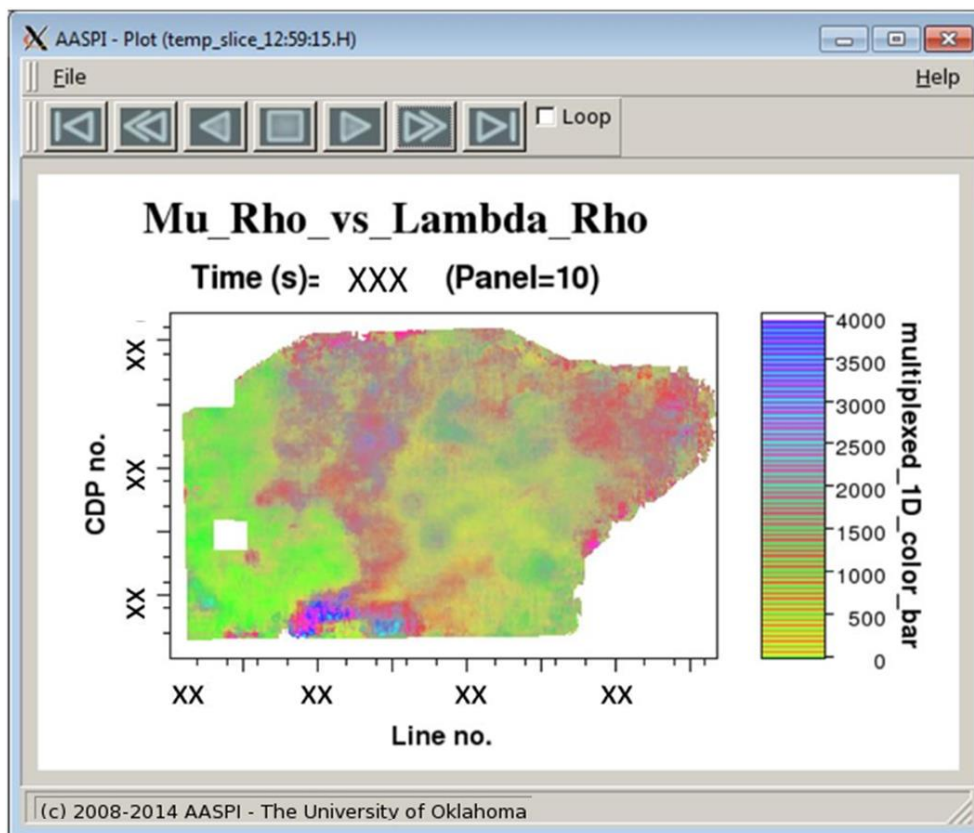 AASPI - Plot (temp_slice_12:59:15.H)
File Help
Loop
Mu_Rho_vs_Lambda_Rho
Time (s)= XXX (Panel=10)
CDP no.
XX
XX
XX
XX XX XX XX
Line no.
4000
3500
3000
2500
2000
1500
1000
500
0
multiplexed_1D_color_bar
(c) 2008-2014 AASPI - The University of Oklahoma